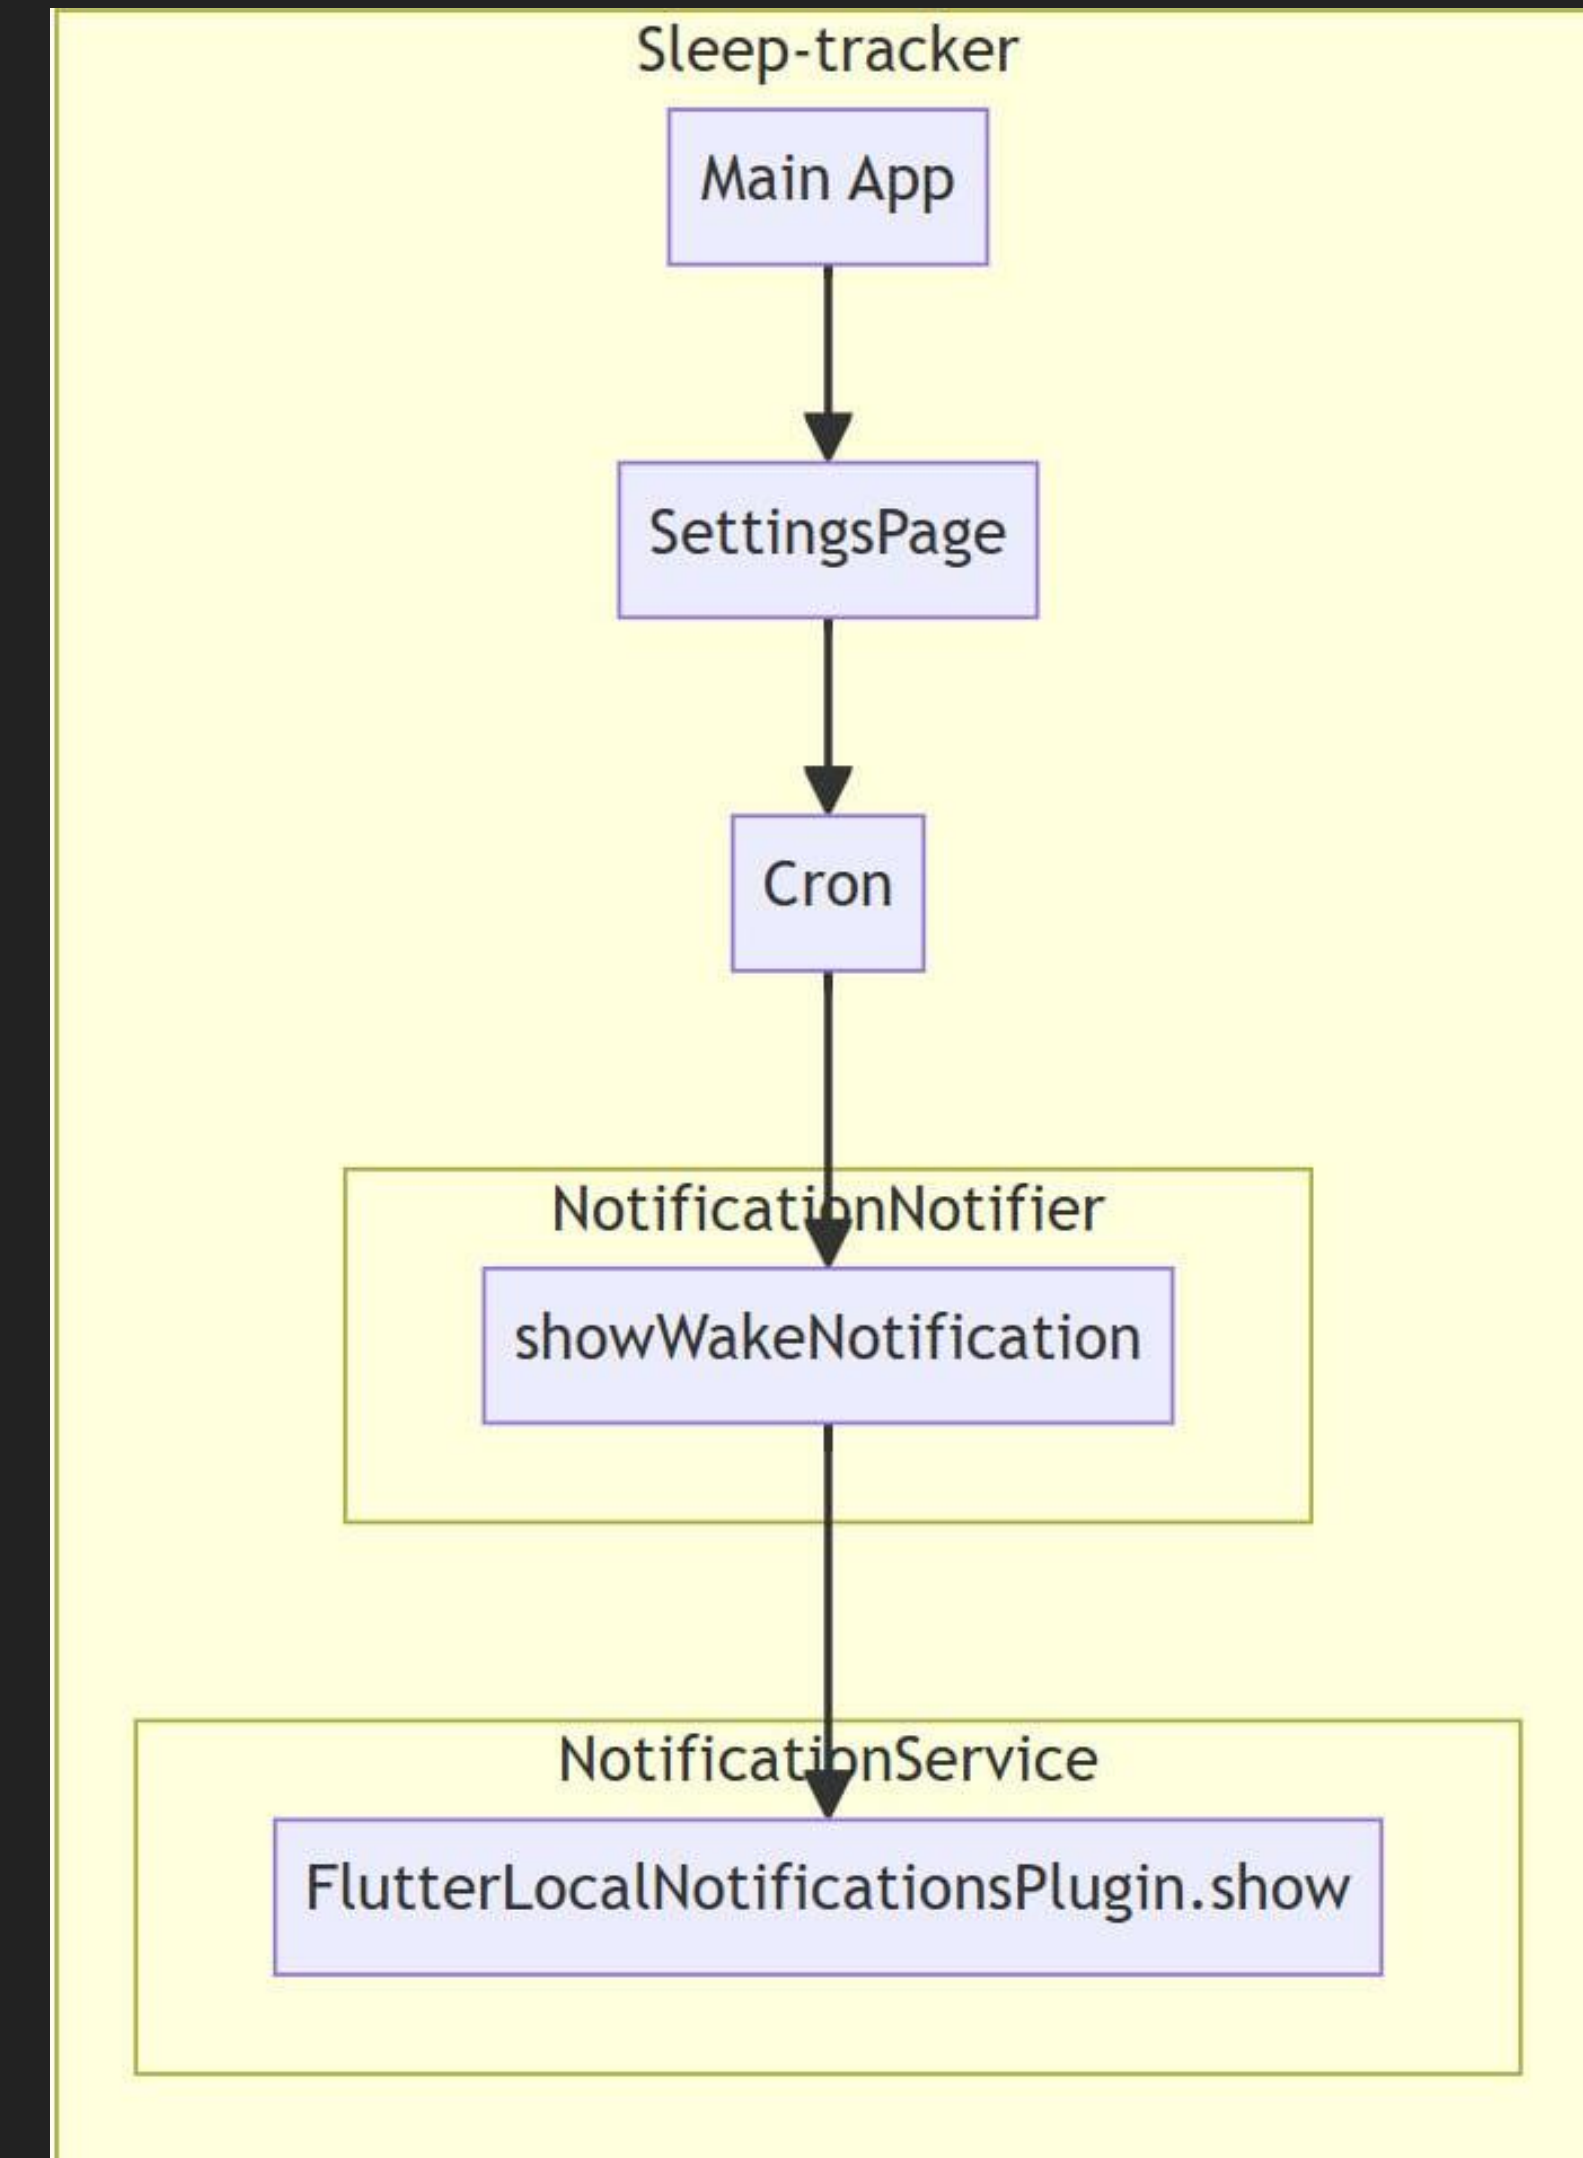 Sleep-tracker
Main App
SettingsPage
Cron
NotificationNotifier
showWakeNotification
NotificationService
FlutterLocalNotificationsPlugin.show